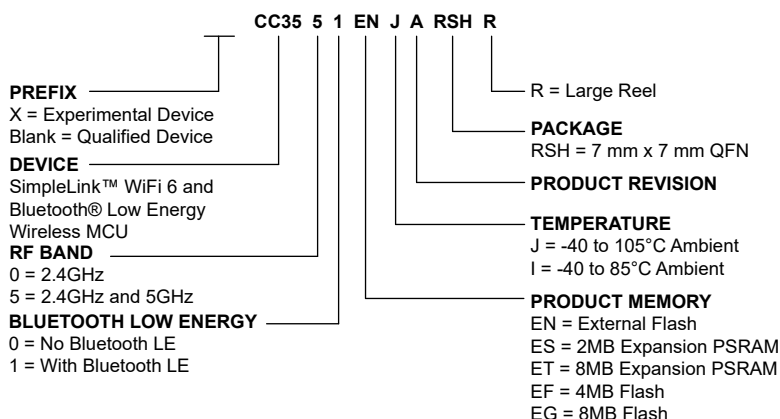 CC35 5 1 EN J A RSH R
PREFIX
X = Experimental Device
Blank = Qualified Device
DEVICE
SimpleLink™ WiFi 6 and
Bluetooth® Low Energy
Wireless MCU
RF BAND
0 = 2.4GHz
5 = 2.4GHz and 5GHz
BLUETOOTH LOW ENERGY
0 = No Bluetooth LE
1 = With Bluetooth LE
R = Large Reel
PACKAGE
RSH = 7 mm x 7 mm QFN
PRODUCT REVISION
TEMPERATURE
J = -40 to 105°C Ambient
I = -40 to 85°C Ambient
PRODUCT MEMORY
EN = External Flash
ES = 2MB Expansion PSRAM
ET = 8MB Expansion PSRAM
EF = 4MB Flash
EG = 8MB Flash